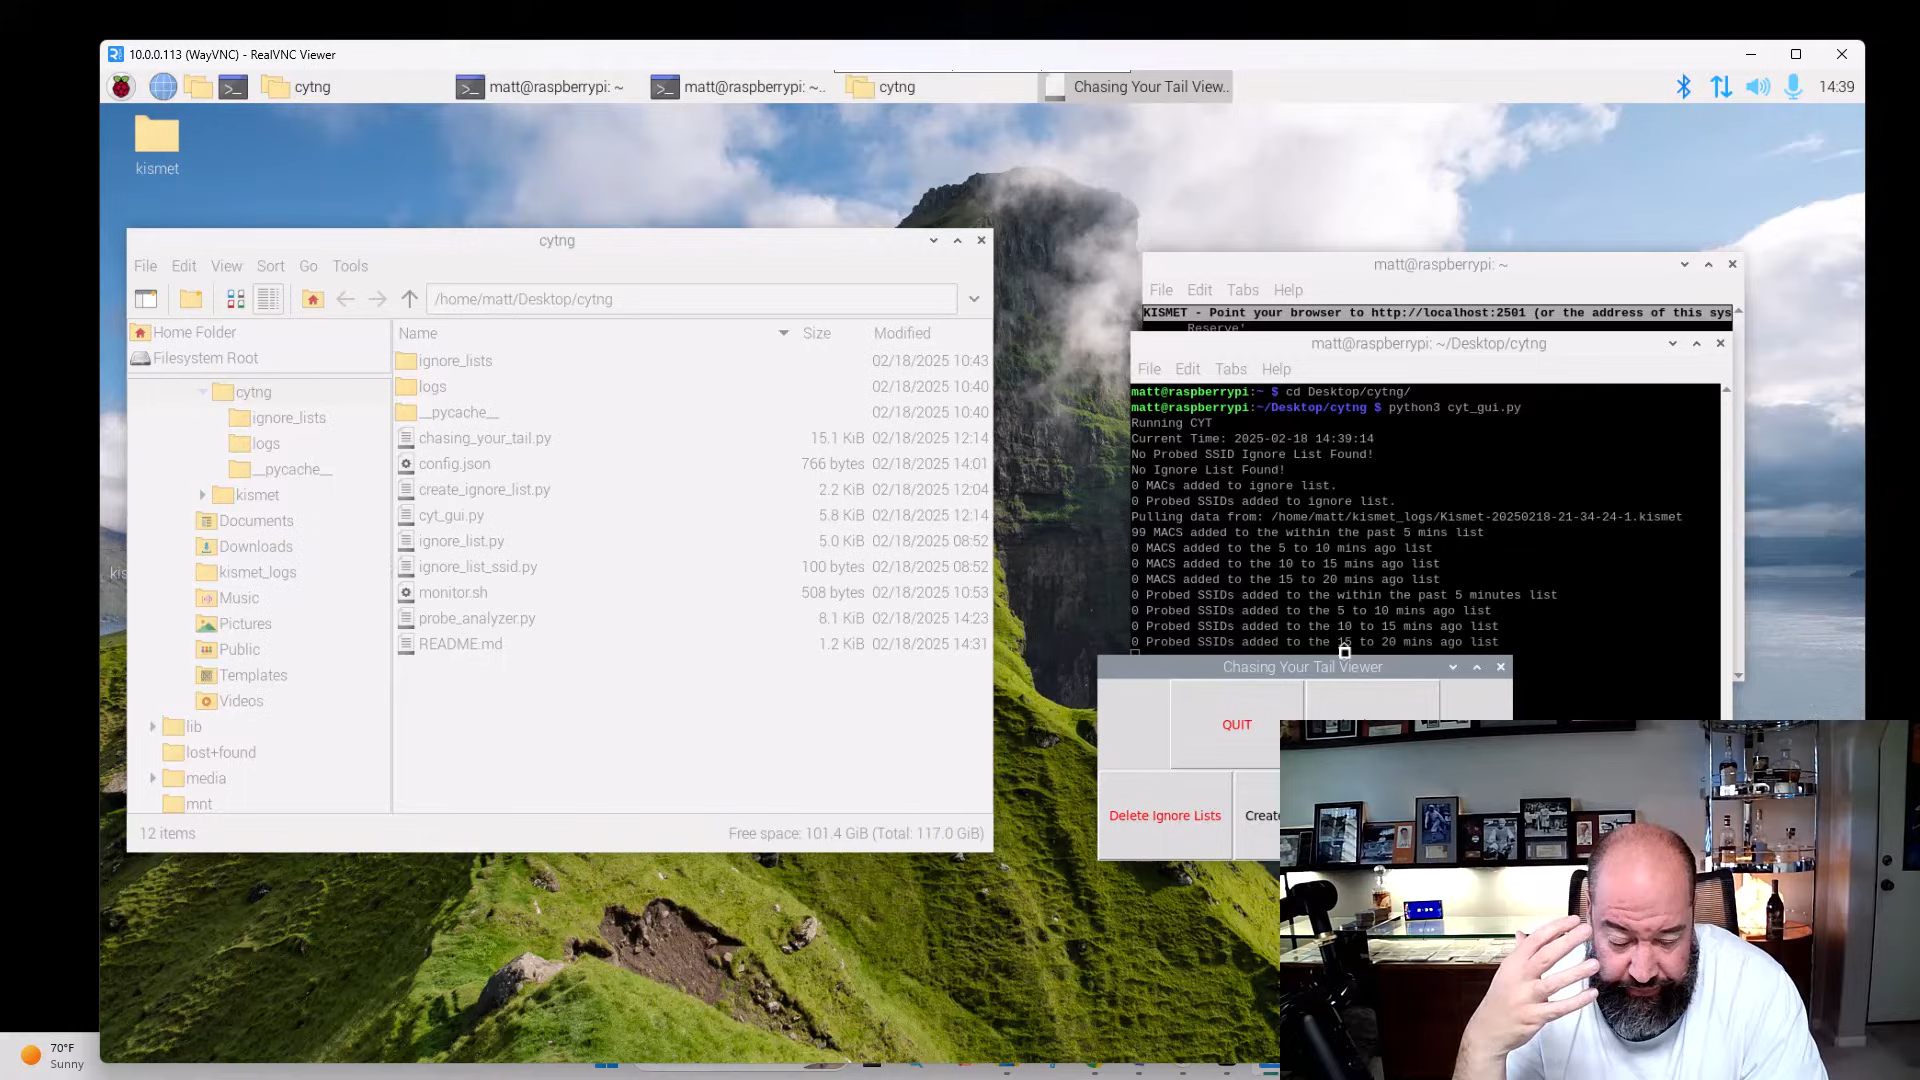 10.0.0.113 (WayVNC) - RealVNC Viewer
cytng
matt@raspberrypi: ~
matt@raspberrypi: ~..
cytng
Chasing Your Tail View..
14:39
kismet
cytng
File Edit View Sort Go Tools
/home/matt/Desktop/cytng
Home Folder
Filesystem Root
cytng
ignore_lists
logs
__pycache__
kismet
Documents
Downloads
kismet_logs
Music
Pictures
Public
Templates
Videos
lib
lost+found
media
mnt
Name Size Modified
ignore_lists 02/18/2025 10:43
logs 02/18/2025 10:40
__pycache__ 02/18/2025 10:40
chasing_your_tail.py 15.1 KiB 02/18/2025 12:14
config.json 766 bytes 02/18/2025 14:01
create_ignore_list.py 2.2 KiB 02/18/2025 12:04
cyt_gui.py 5.8 KiB 02/18/2025 12:14
ignore_list.py 5.0 KiB 02/18/2025 08:52
ignore_list_ssid.py 100 bytes 02/18/2025 08:52
monitor.sh 508 bytes 02/18/2025 10:53
probe_analyzer.py 8.1 KiB 02/18/2025 14:23
README.md 1.2 KiB 02/18/2025 14:31
12 items
Free space: 101.4 GiB (Total: 117.0 GiB)
matt@raspberrypi: ~
File Edit Tabs Help
KISMET - Point your browser to http://localhost:2501 (or the address of this sys
Reserve'
matt@raspberrypi: ~/Desktop/cytng
File Edit Tabs Help
matt@raspberrypi:~ $ cd Desktop/cytng/
matt@raspberrypi:~/Desktop/cytng $ python3 cyt_gui.py
Running CYT
Current Time: 2025-02-18 14:39:14
No Probed SSID Ignore List Found!
No Ignore List Found!
0 MACs added to ignore list.
0 Probed SSIDs added to ignore list.
Pulling data from: /home/matt/kismet_logs/Kismet-20250218-21-34-24-1.kismet
99 MACS added to the within the past 5 mins list
0 MACS added to the 5 to 10 mins ago list
0 MACS added to the 10 to 15 mins ago list
0 MACS added to the 15 to 20 mins ago list
0 Probed SSIDs added to the within the past 5 minutes list
0 Probed SSIDs added to the 5 to 10 mins ago list
0 Probed SSIDs added to the 10 to 15 mins ago list
0 Probed SSIDs added to the 15 to 20 mins ago list
Chasing Your Tail Viewer
QUIT
Delete Ignore Lists
Create
70°F
Sunny